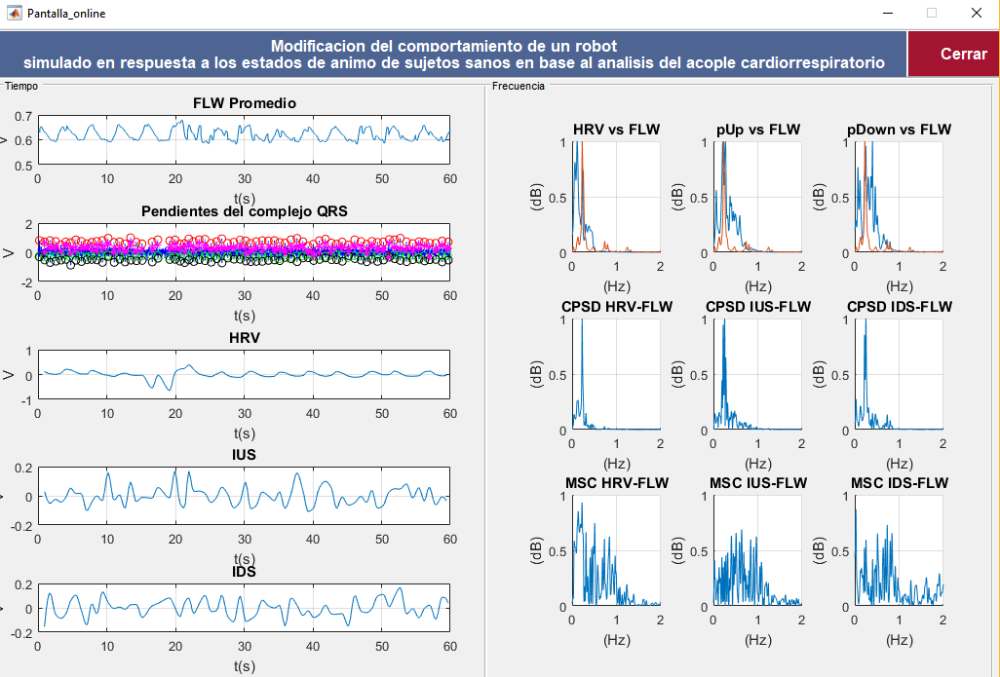 Pantalla_online
Modificacion del comportamiento de un robot
simulado en respuesta a los estados de animo de sujetos sanos en base al analisis del acople cardiorrespiratorio
Cerrar
Tiempo
FLW Promedio
0.7
0.6
0.5
V
0 10 20 30 40 50 60
t(s)
Pendientes del complejo QRS
2
0
-2
V
0 10 20 30 40 50 60
t(s)
HRV
1
0
-1
V
0 10 20 30 40 50 60
t(s)
IUS
0.2
0
-0.2
0 10 20 30 40 50 60
t(s)
IDS
0.2
0
-0.2
0 10 20 30 40 50 60
t(s)
Frecuencia
HRV vs FLW
1
0.5
0
(dB)
0 1 2
(Hz)
pUp vs FLW
1
0.5
0
(dB)
0 1 2
(Hz)
pDown vs FLW
1
0.5
0
(dB)
0 1 2
(Hz)
CPSD HRV-FLW
1
0.5
0
(dB)
0 1 2
(Hz)
CPSD IUS-FLW
1
0.5
0
(dB)
0 1 2
(Hz)
CPSD IDS-FLW
1
0.5
0
(dB)
0 1 2
(Hz)
MSC HRV-FLW
1
0.5
0
(dB)
0 1 2
(Hz)
MSC IUS-FLW
1
0.5
0
(dB)
0 1 2
(Hz)
MSC IDS-FLW
1
0.5
0
(dB)
0 1 2
(Hz)